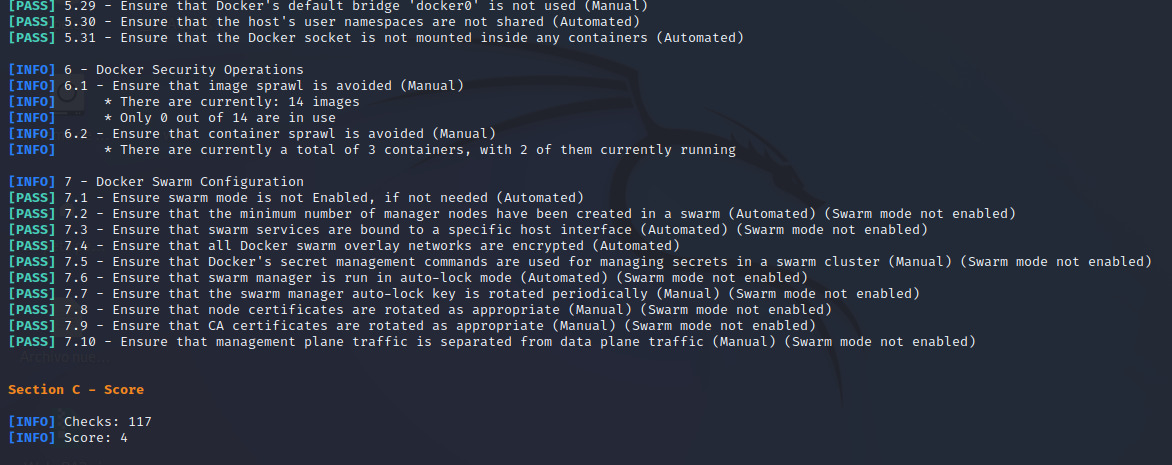 [PASS] 5.29 - Ensure that Docker's default bridge 'docker0' is not used (Manual)
[PASS] 5.30 - Ensure that the host's user namespaces are not shared (Automated)
[PASS] 5.31 - Ensure that the Docker socket is not mounted inside any containers (Automated)
[INFO] 6 - Docker Security Operations
[INFO] 6.1 - Ensure that image sprawl is avoided (Manual)
[INFO]      * There are currently: 14 images
[INFO]      * Only 0 out of 14 are in use
[INFO] 6.2 - Ensure that container sprawl is avoided (Manual)
[INFO]      * There are currently a total of 3 containers, with 2 of them currently running
[INFO] 7 - Docker Swarm Configuration
[PASS] 7.1 - Ensure swarm mode is not Enabled, if not needed (Automated)
[PASS] 7.2 - Ensure that the minimum number of manager nodes have been created in a swarm (Automated) (Swarm mode not enabled)
[PASS] 7.3 - Ensure that swarm services are bound to a specific host interface (Automated) (Swarm mode not enabled)
[PASS] 7.4 - Ensure that all Docker swarm overlay networks are encrypted (Automated)
[PASS] 7.5 - Ensure that Docker's secret management commands are used for managing secrets in a swarm cluster (Manual) (Swarm mode not enabled)
[PASS] 7.6 - Ensure that swarm manager is run in auto-lock mode (Automated) (Swarm mode not enabled)
[PASS] 7.7 - Ensure that the swarm manager auto-lock key is rotated periodically (Manual) (Swarm mode not enabled)
[PASS] 7.8 - Ensure that node certificates are rotated as appropriate (Manual) (Swarm mode not enabled)
[PASS] 7.9 - Ensure that CA certificates are rotated as appropriate (Manual) (Swarm mode not enabled)
[PASS] 7.10 - Ensure that management plane traffic is separated from data plane traffic (Manual) (Swarm mode not enabled)
Section C - Score
[INFO] Checks: 117
[INFO] Score: 4